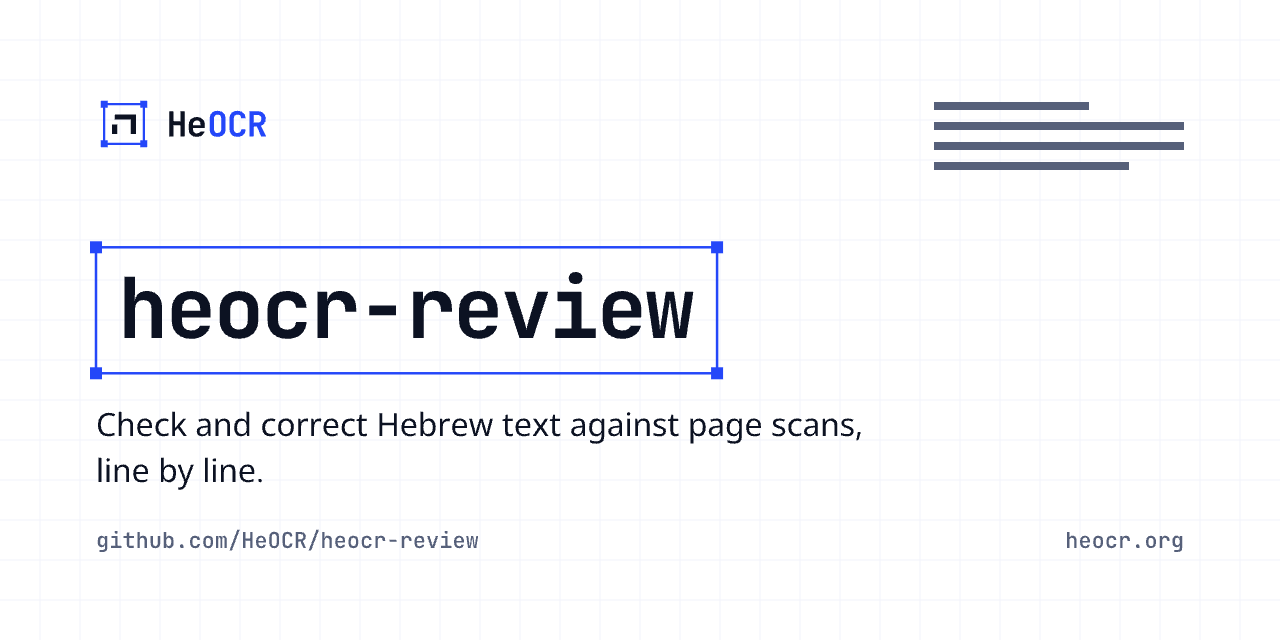 HeOCR
heocr-review
Check and correct Hebrew text against page scans,
line by line.
github.com/HeOCR/heocr-review
heocr.org